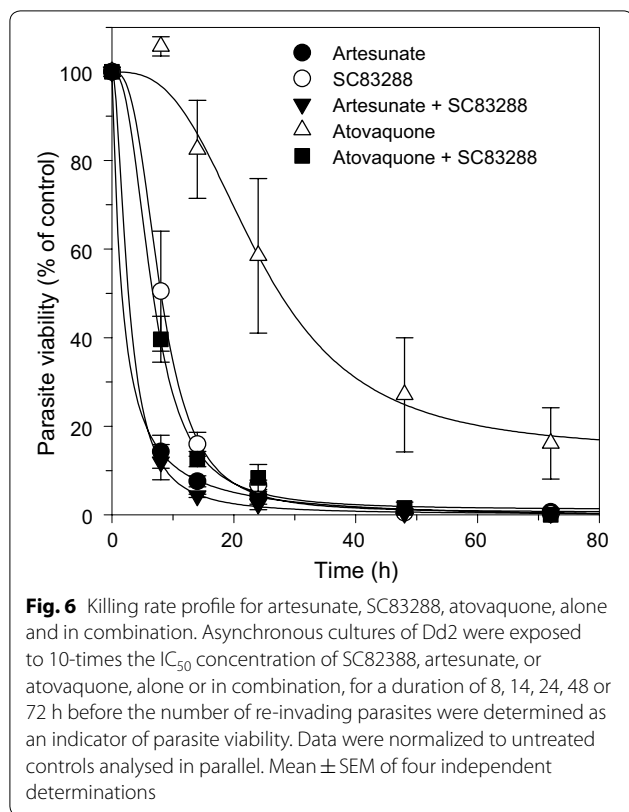 100
80
60
40
20
0
Parasite viability (% of control)
Artesunate
SC83288
Artesunate + SC83288
Atovaquone
Atovaquone + SC83288
0 20 40 60 80
Time (h)
Fig. 6 Killing rate profile for artesunate, SC83288, atovaquone, alone
and in combination. Asynchronous cultures of Dd2 were exposed
to 10-times the IC50 concentration of SC82388, artesunate, or
atovaquone, alone or in combination, for a duration of 8, 14, 24, 48 or
72 h before the number of re-invading parasites were determined as
an indicator of parasite viability. Data were normalized to untreated
controls analysed in parallel. Mean ± SEM of four independent
determinations